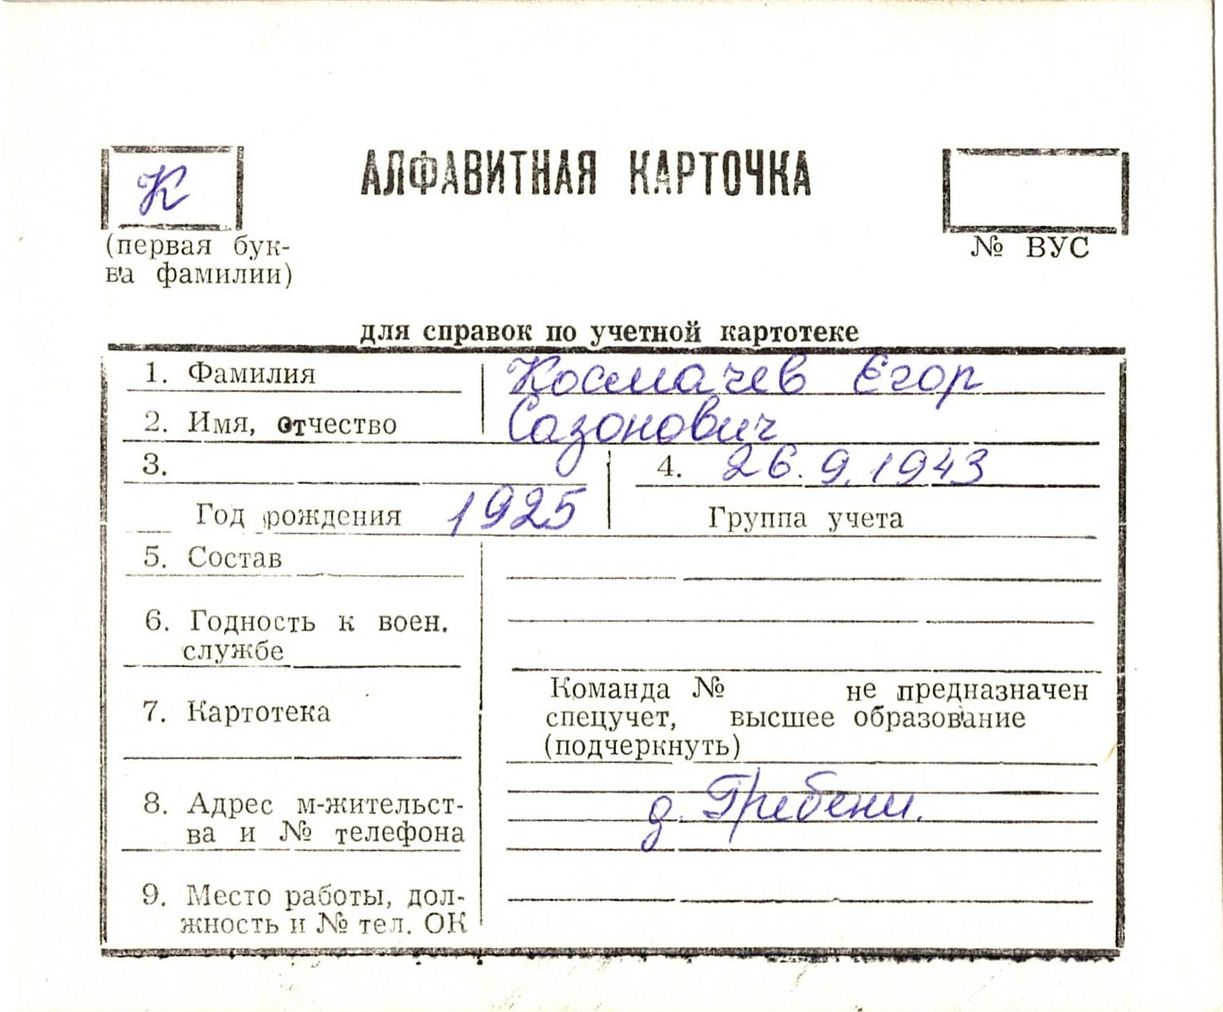 К
АЛФАВИТНАЯ КАРТОЧКА
(первая бук-
ва фамилии)
№ ВУС
для справок по учетной картотеке
1. Фамилия Космачев Егор
2. Имя, отчество Сазонович
3. 4. 26.9.1943
Год рождения 1925 Группа учета
5. Состав
6. Годность к воен.
службе
7. Картотека
Команда № не предназначен
спецучет, высшее образование
(подчеркнуть)
8. Адрес м-жительст-
ва и № телефона
д. Гребени.
9. Место работы, дол-
жность и № тел. ОК